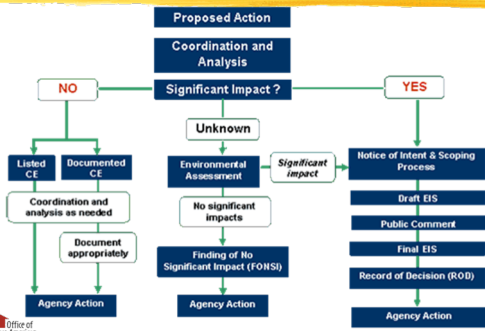 Proposed Action
Coordination and
Analysis
Significant Impact ?
NO
YES
Unknown
Listed
CE
Documented
CE
Environmental
Assessment
Significant
impact
Notice of Intent & Scoping
Process
Coordination and
analysis as needed
No significant
impacts
Draft EIS
Public Comment
Document
appropriately
Finding of No
Significant Impact (FONSI)
Final EIS
Record of Decision (ROD)
Agency Action
Agency Action
Agency Action
Office of